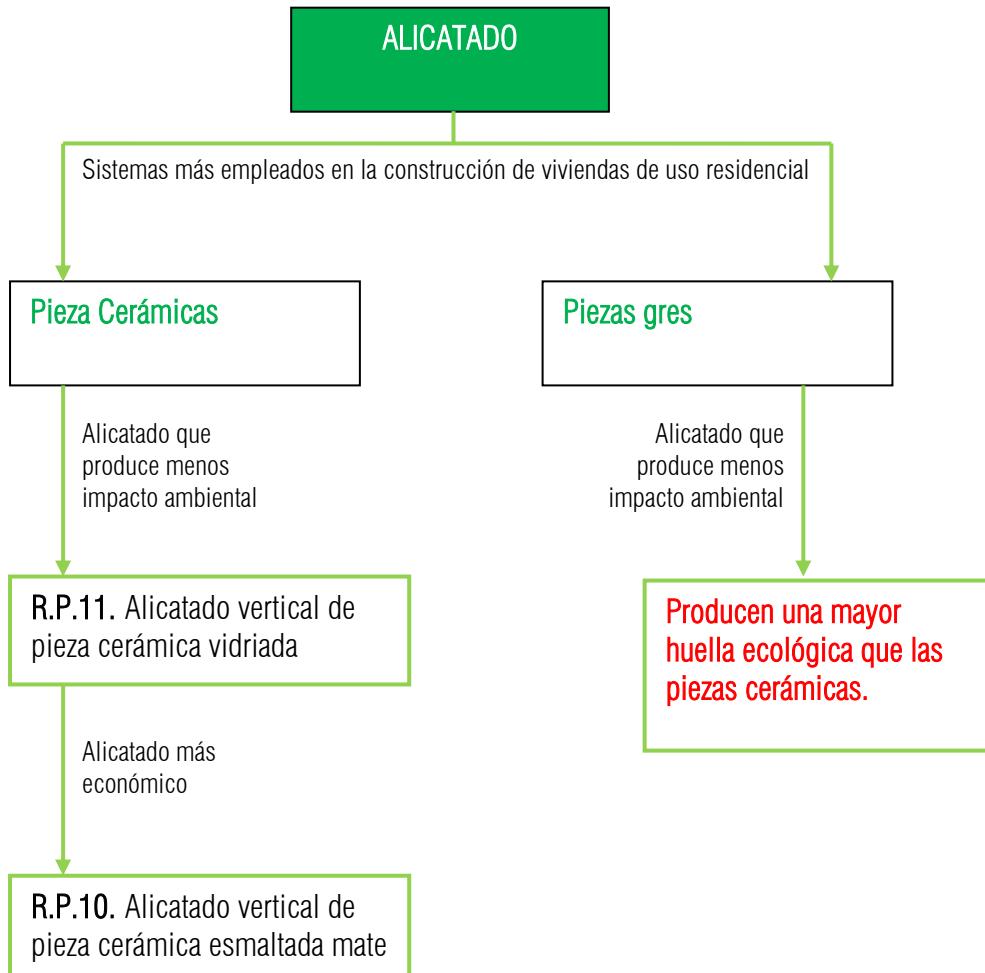 ALICATADO
Sistemas más empleados en la construcción de viviendas de uso residencial
Pieza Cerámicas
Piezas gres
Alicatado que
produce menos
impacto ambiental
Alicatado que
produce menos
impacto ambiental
R.P.11. Alicatado vertical de
pieza cerámica vidriada
Producen una mayor
huella ecológica que las
piezas cerámicas.
Alicatado más
económico
R.P.10. Alicatado vertical de
pieza cerámica esmaltada mate